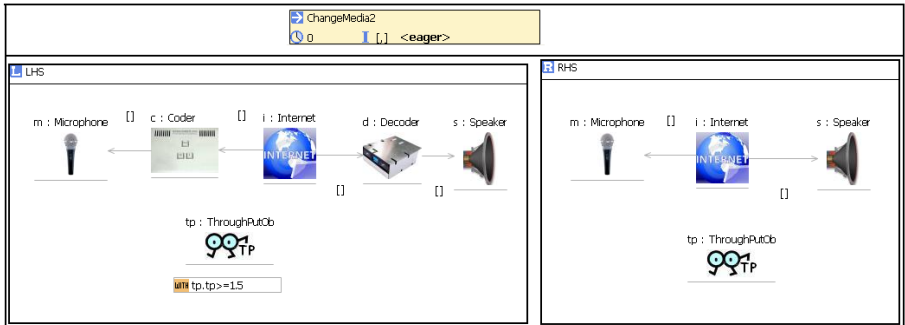 ChangeMedia2
0 I [,] <eager>
L LHS
m : Microphone [] c : Coder [] i : Internet d : Decoder s : Speaker
INTERNET
[] []
tp : ThroughPutOb
TP
WITH tp.tp>=1.5
R RHS
m : Microphone [] i : Internet s : Speaker
INTERNET
[]
tp : ThroughPutOb
TP